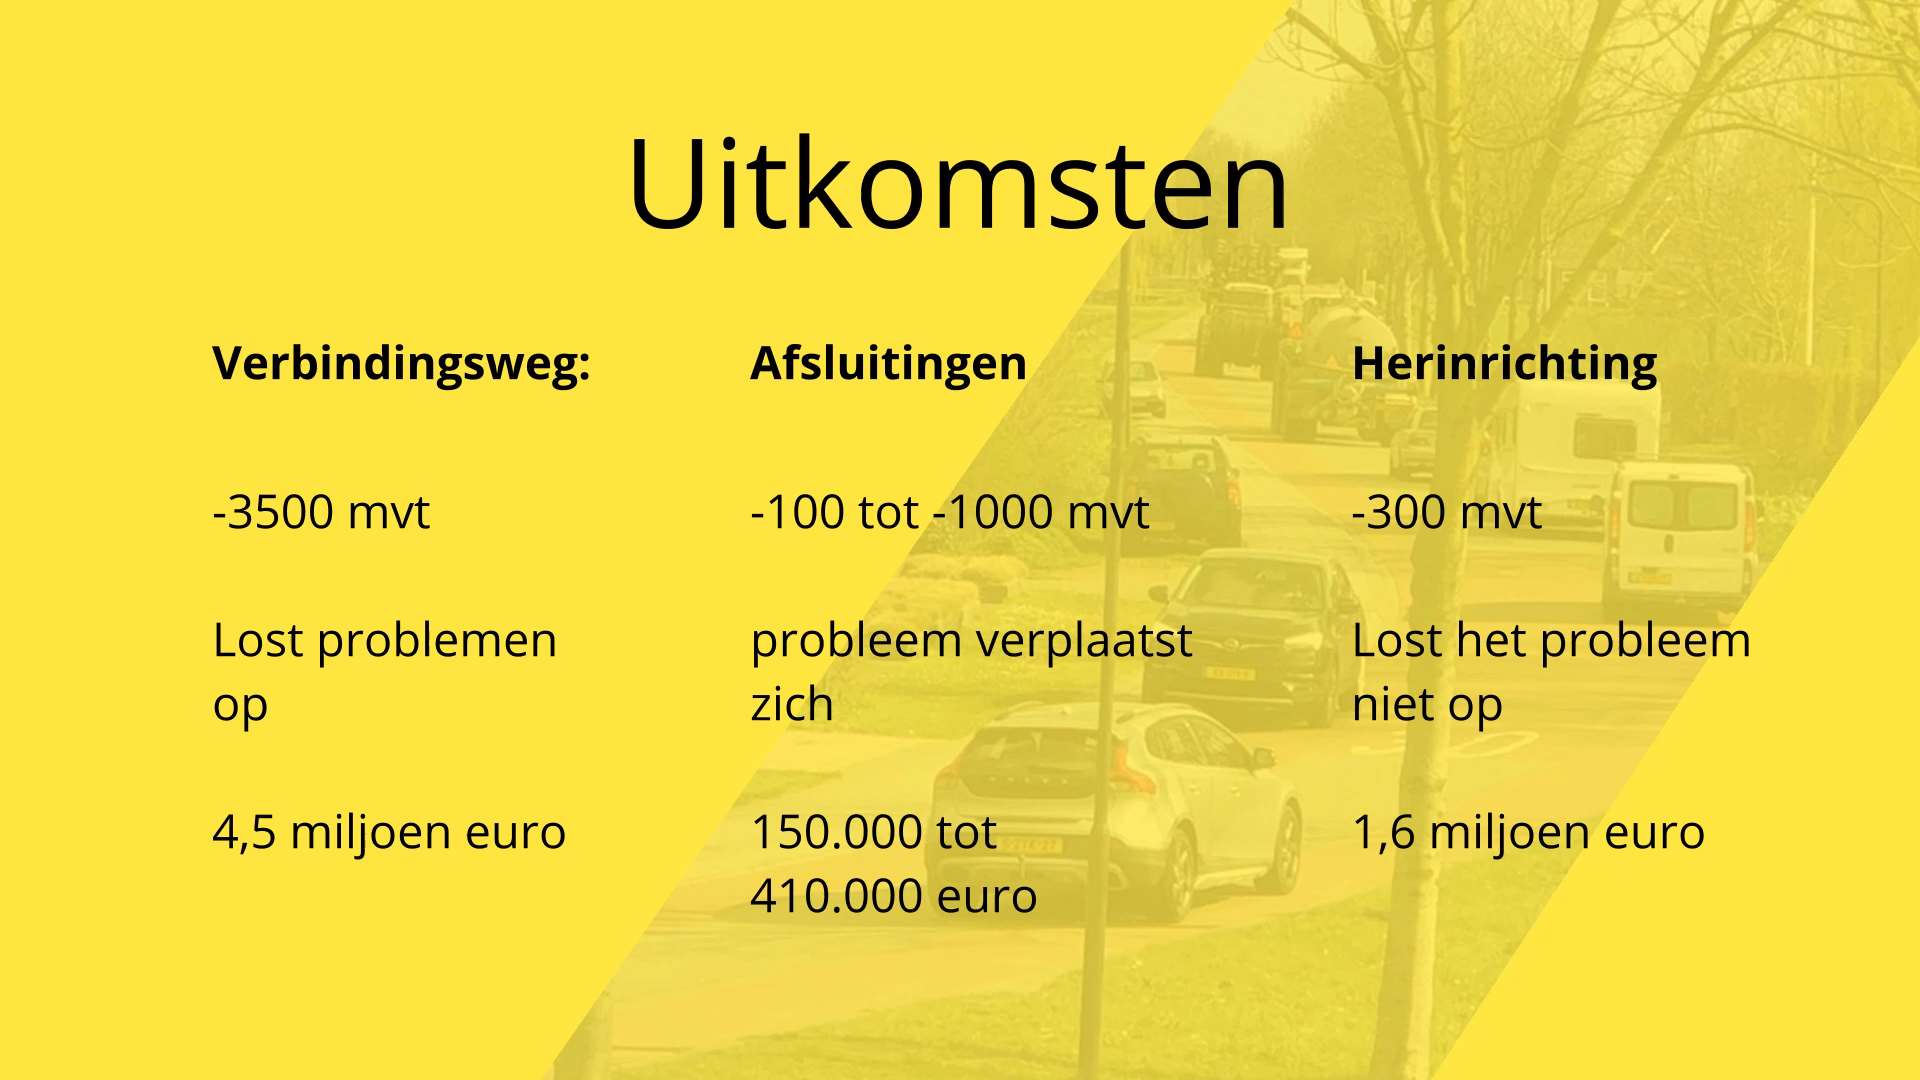 Uitkomsten
Verbindingsweg:
-3500 mvt
Lost problemen
op
4,5 miljoen euro
Afsluitingen
-100 tot -1000 mvt
probleem verplaatst
zich
150.000 tot
410.000 euro
Herinrichting
-300 mvt
Lost het probleem
niet op
1,6 miljoen euro